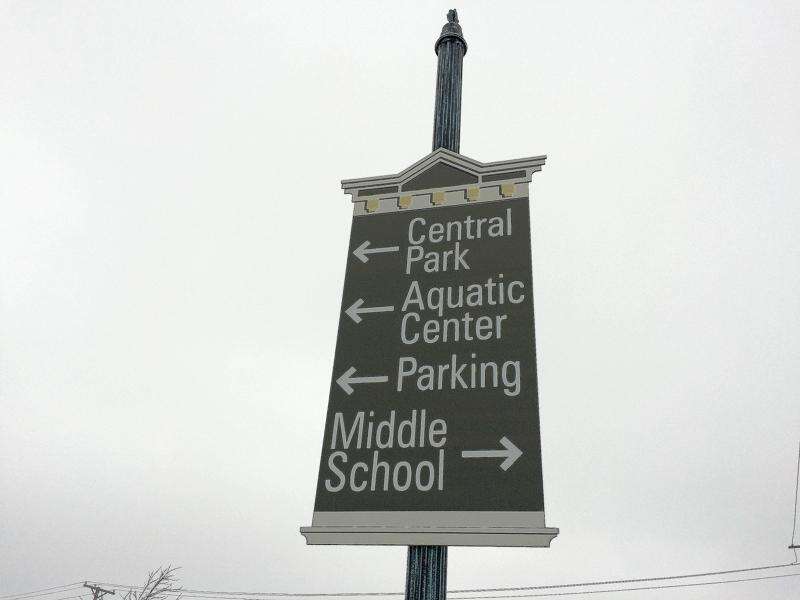 Central
Park
Aquatic
Center
Parking
Middle
School